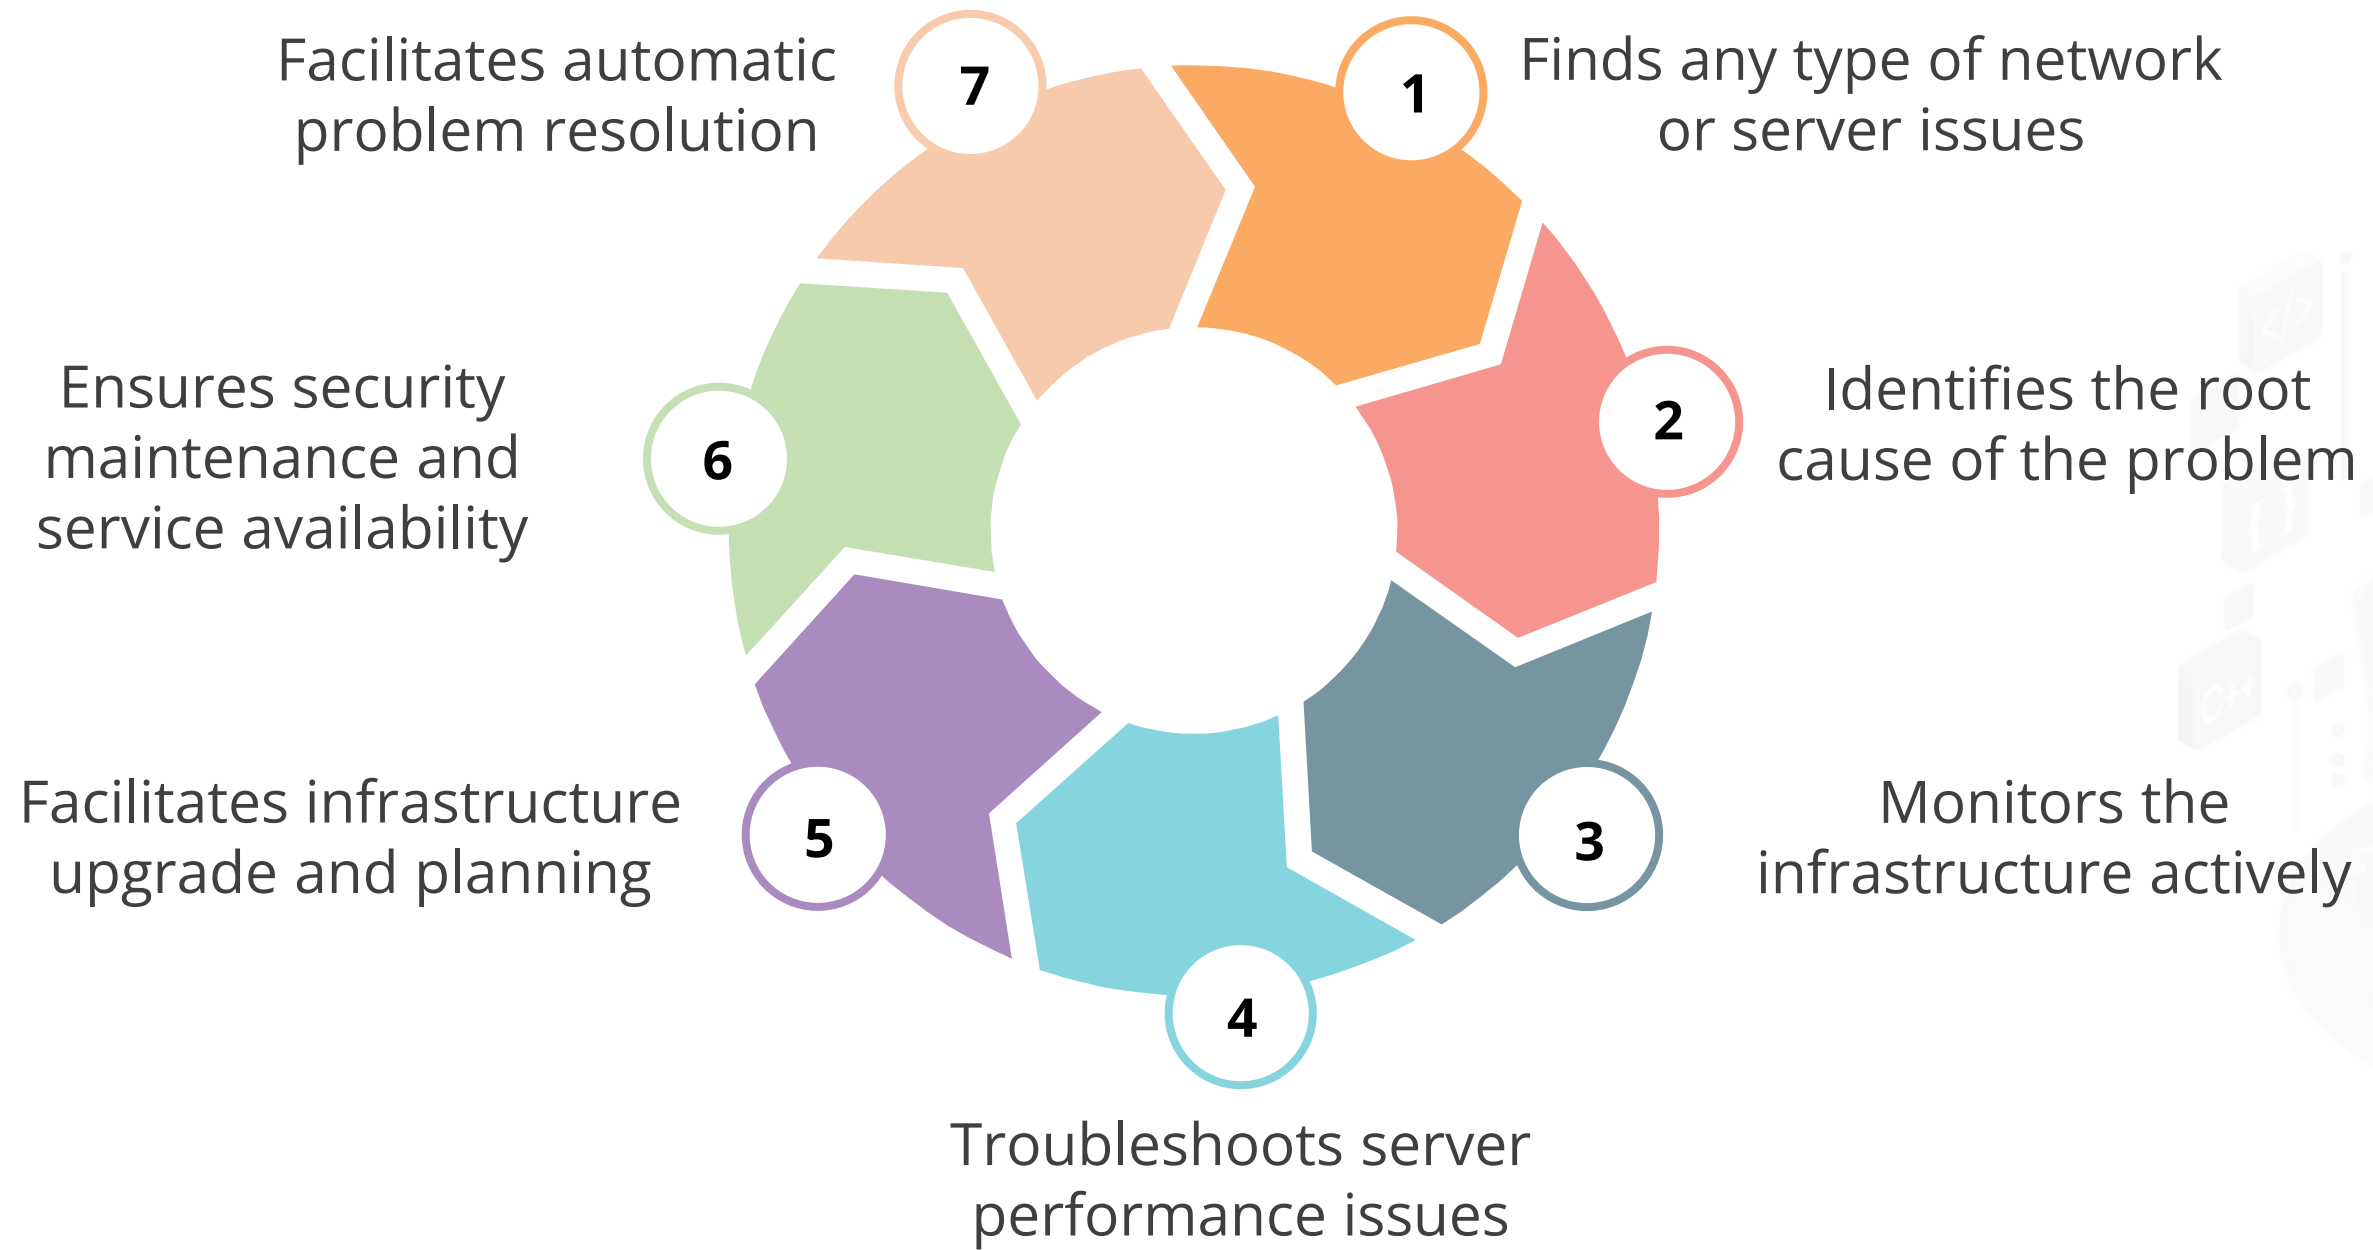 1
Finds any type of network
or server issues
2
Identifies the root
cause of the problem
3
Monitors the
infrastructure actively
4
Troubleshoots server
performance issues
5
Facilitates infrastructure
upgrade and planning
6
Ensures security
maintenance and
service availability
7
Facilitates automatic
problem resolution
</>
{ }
C++